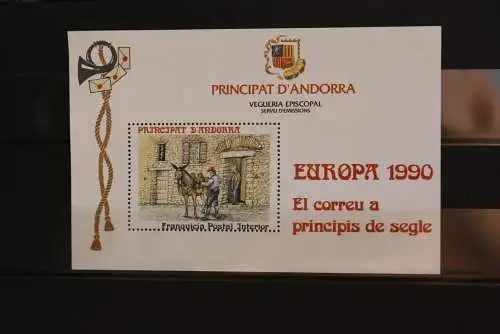 PRINCIPAT D'ANDORRA
VEGUERIA EPISCOPAL
SERVEI D'EMISSIONS
PRINCIPAT D'ANDORRA
Franquicia Postal Interior
EUROPA 1990
El correu a
principis de segle